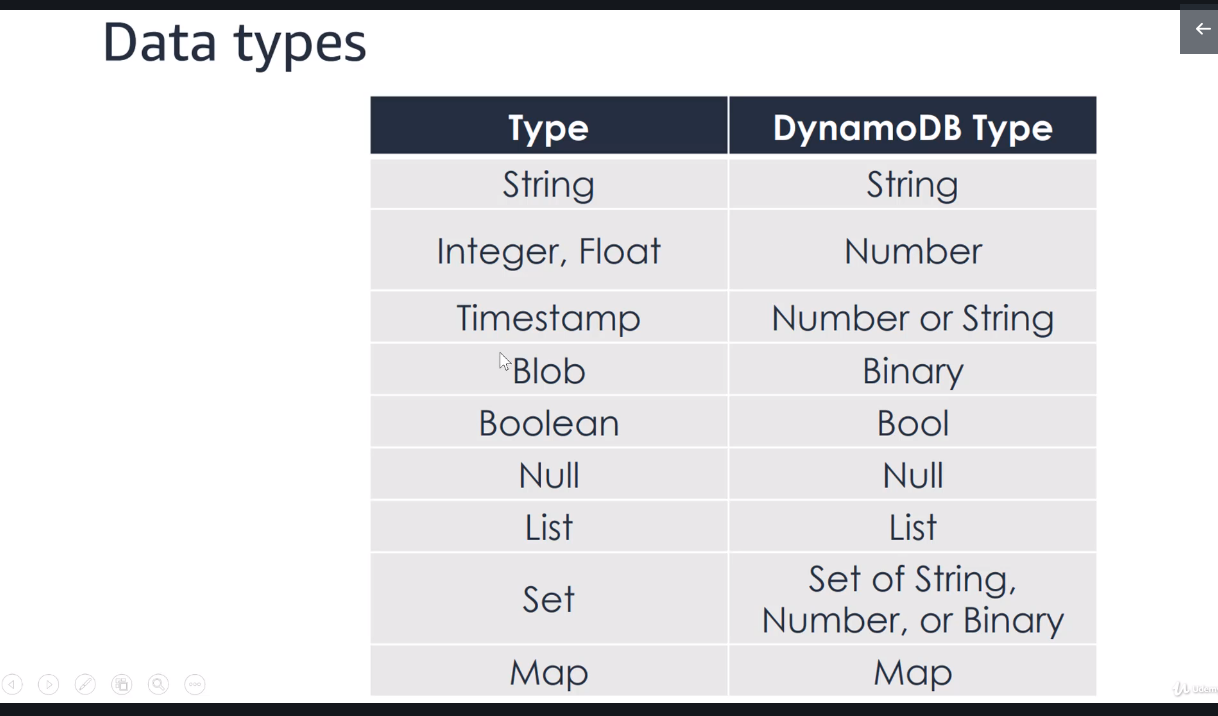 Data types
Type DynamoDB Type
String String
Integer, Float Number
Timestamp Number or String
Blob Binary
Boolean Bool
Null Null
List List
Set Set of String,
Number, or Binary
Map Map